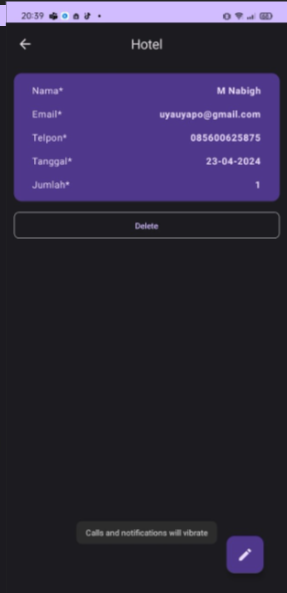 20:39
Hotel
Nama* M Nabigh
Email* uyauyapo@gmail.com
Telpon* 085600625875
Tanggal* 23-04-2024
Jumlah* 1
Delete
Calls and notifications will vibrate